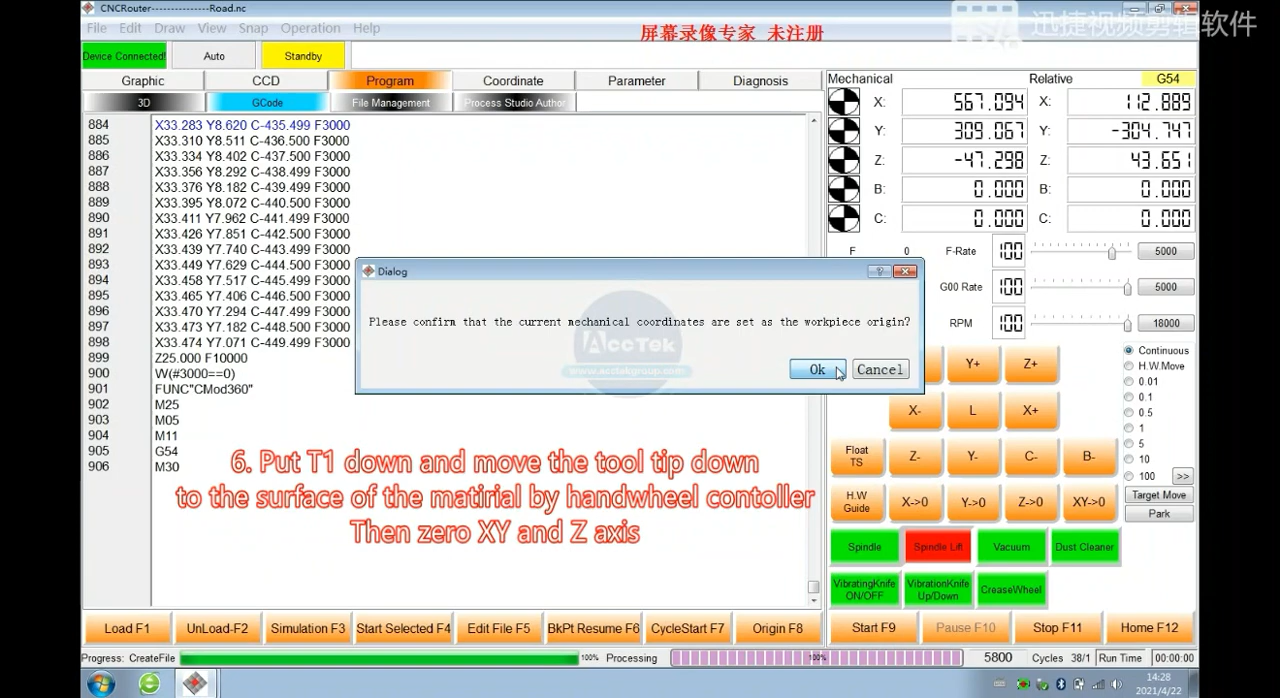 CNCRouter---------------Road.nc
屏幕录像专家 未注册
迅捷视频剪辑软件
File Edit Draw View Snap Operation Help
Device Connected! Auto Standby
Graphic CCD Program Coordinate Parameter Diagnosis
3D GCode File Management Process Studio Author
884 X33.283 Y8.620 C-435.499 F3000
885 X33.310 Y8.511 C-436.500 F3000
886 X33.334 Y8.402 C-437.500 F3000
887 X33.356 Y8.292 C-438.499 F3000
888 X33.376 Y8.182 C-439.499 F3000
889 X33.395 Y8.072 C-440.500 F3000
890 X33.411 Y7.962 C-441.499 F3000
891 X33.426 Y7.851 C-442.500 F3000
892 X33.439 Y7.740 C-443.499 F3000
893 X33.449 Y7.629 C-444.500 F3000
894 X33.458 Y7.517 C-445.499 F3000
895 X33.465 Y7.406 C-446.500 F3000
896 X33.470 Y7.294 C-447.499 F3000
897 X33.473 Y7.182 C-448.500 F3000
898 X33.474 Y7.071 C-449.499 F3000
899 Z25.000 F10000
900 W(#3000==0)
901 FUNC"CMod360"
902 M25
903 M05
904 M11
905 G54
906 M30
Dialog
Please confirm that the current mechanical coordinates are set as the workpiece origin?
AccTek
www.acctekgroup.com
Ok Cancel
6. Put T1 down and move the tool tip down
to the surface of the matirial by handwheel contoller
Then zero XY and Z axis
Mechanical Relative G54
X: 567.094 X: 112.889
Y: 309.067 Y: -304.747
Z: -47.298 Z: 43.651
B: 0.000 B: 0.000
C: 0.000 C: 0.000
F 0 F-Rate 100 5000
G00 Rate 100 5000
RPM 100 18000
Y+ Z+
X- L X+
Float TS Z- Y- C- B-
H.W Guide X->0 Y->0 Z->0 XY->0
Continuous
H.W.Move
0.01
0.1
0.5
1
5
10
100 >>
Target Move
Park
Spindle Spindle Lift Vacuum Dust Cleaner
VibratingKnife ON/OFF VibrationKnife Up/Down CreaseWheel
Load F1 UnLoad-F2 Simulation F3 Start Selected F4 Edit File F5 BkPt Resume F6 CycleStart F7 Origin F8 Start F9 Pause F10 Stop F11 Home F12
Progress: CreateFile 100% Processing 100% 5800 Cycles 38/1 Run Time 00:00:00
14:28
2021/4/22